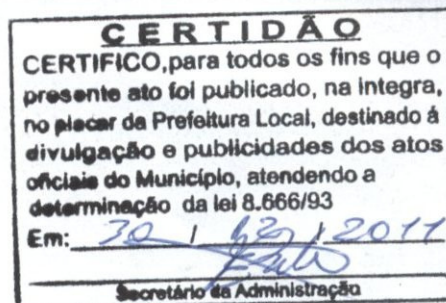 CERTIDÃO
CERTIFICO,para todos os fins que o
presente ato foi publicado, na integra,
no placar da Prefeitura Local, destinado á
divulgação e publicidades dos atos
oficiais do Município, atendendo a
determinação da lei 8.666/93
Em: 30 / 12 / 2011
Secretário da Administração